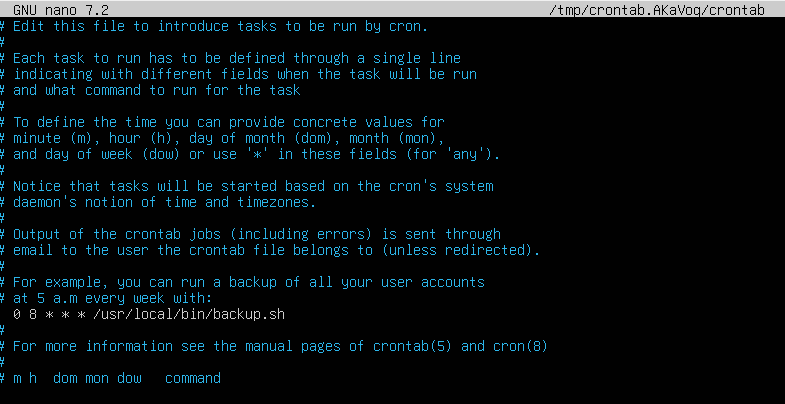 GNU nano 7.2 /tmp/crontab.AKaVoq/crontab
# Edit this file to introduce tasks to be run by cron.
#
# Each task to run has to be defined through a single line
# indicating with different fields when the task will be run
# and what command to run for the task
#
# To define the time you can provide concrete values for
# minute (m), hour (h), day of month (dom), month (mon),
# and day of week (dow) or use '*' in these fields (for 'any').
#
# Notice that tasks will be started based on the cron's system
# daemon's notion of time and timezones.
#
# Output of the crontab jobs (including errors) is sent through
# email to the user the crontab file belongs to (unless redirected).
#
# For example, you can run a backup of all your user accounts
# at 5 a.m every week with:
0 8 * * * /usr/local/bin/backup.sh
#
# For more information see the manual pages of crontab(5) and cron(8)
#
# m h  dom mon dow   command